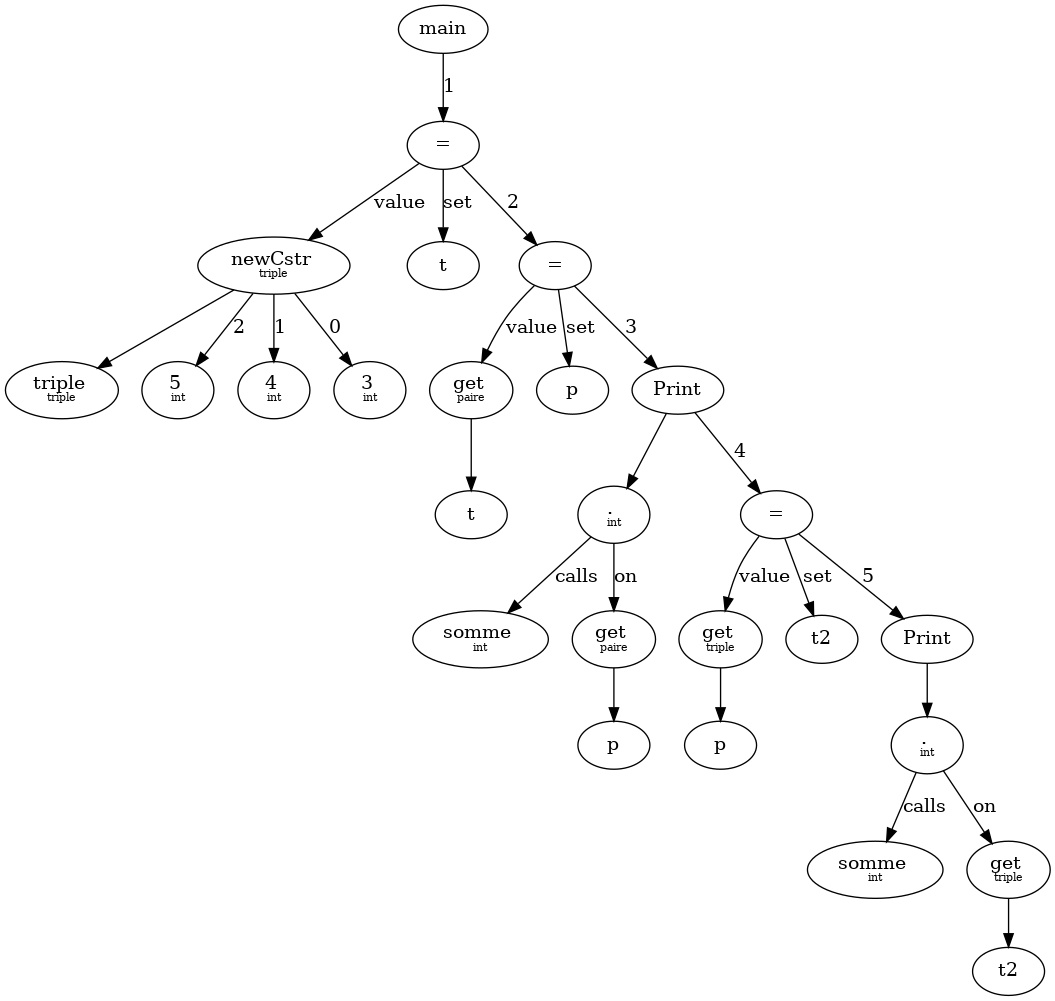 main
1
=
value
set
2
newCstr
triple
t
=
2
1
0
value
set
3
triple
triple
5
int
4
int
3
int
get
paire
p
Print
4
t
.
int
=
calls
on
value
set
5
somme
int
get
paire
get
triple
t2
Print
p
p
.
int
calls
on
somme
int
get
triple
t2